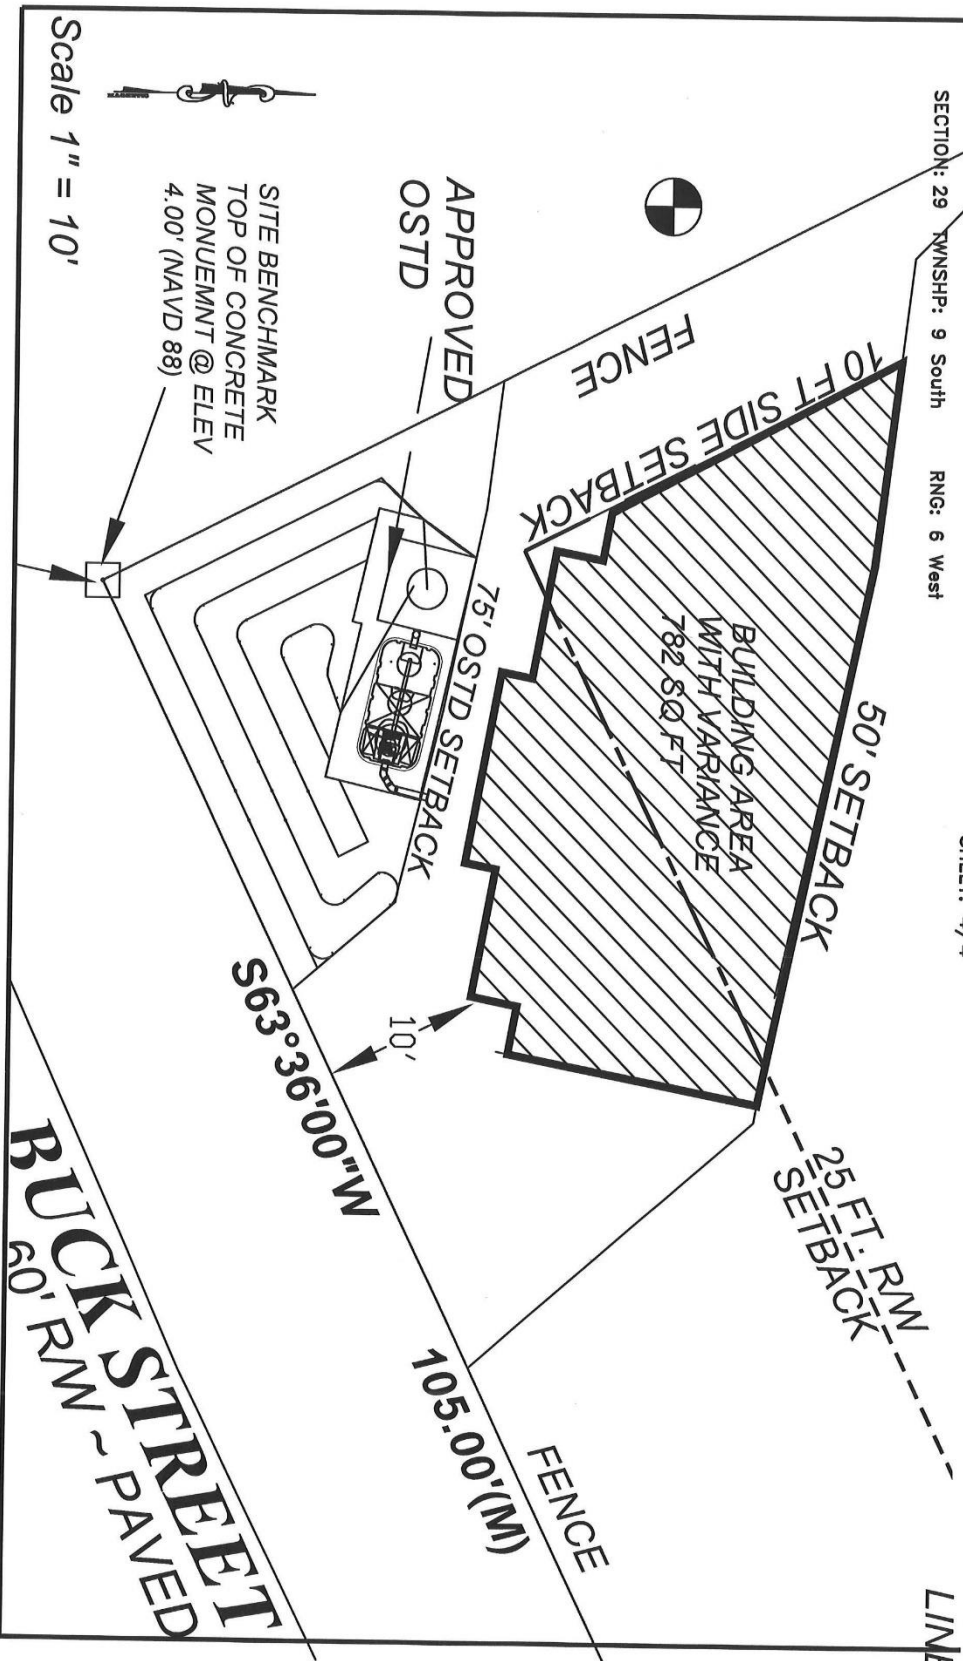 SECTION: 29 TWNSHP: 9 South RNG: 6 West
50' SETBACK
25 FT. R/W
SETBACK
10 FT SIDE SETBACK
BUILDING AREA
WITH VARIANCE
782 SQ FT
FENCE
75' OSTD SETBACK
10'
APPROVED
OSTD
SITE BENCHMARK
TOP OF CONCRETE
MONUEMNT @ ELEV
4.00' (NAVD 88)
S63°36'00"W
105.00'(M)
FENCE
BUCK STREET
60' R/W ~ PAVED
Scale 1" = 10'